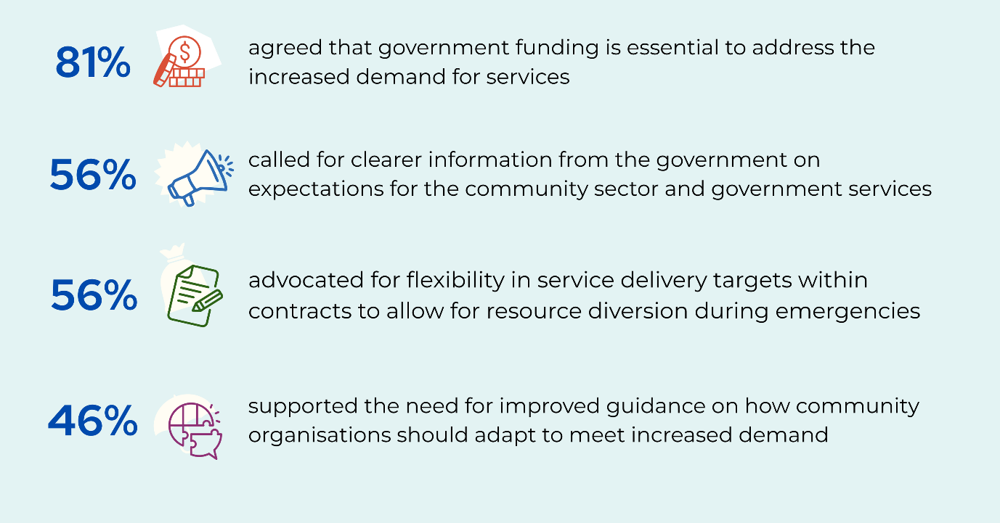 81%
agreed that government funding is essential to address the
increased demand for services
56%
called for clearer information from the government on
expectations for the community sector and government services
56%
advocated for flexibility in service delivery targets within
contracts to allow for resource diversion during emergencies
46%
supported the need for improved guidance on how community
organisations should adapt to meet increased demand